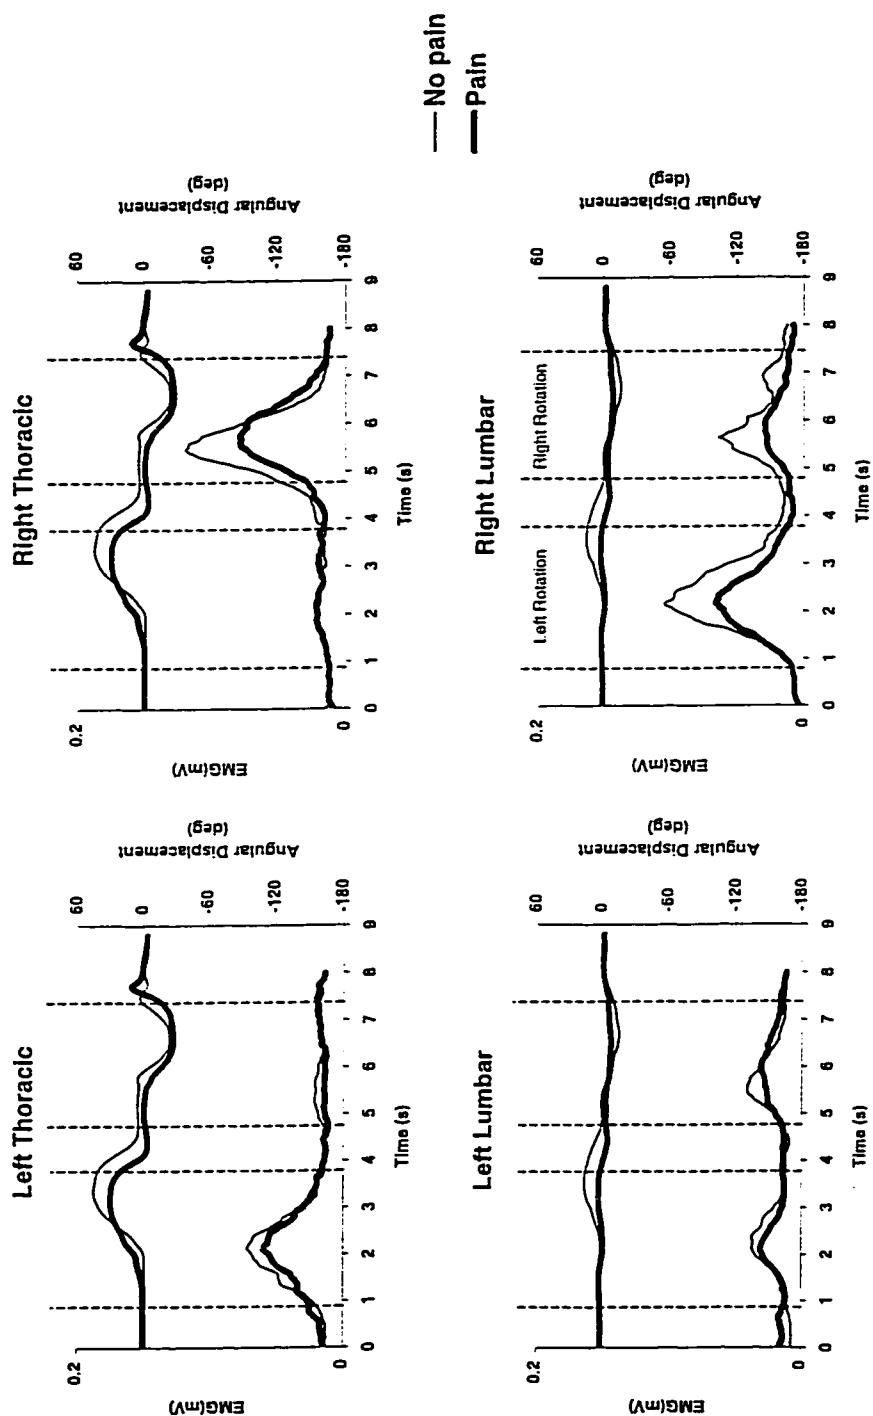 Left Thoracic
0.2
EMG(mV)
0
60
0
-60
-120
-180
Angular Displacement
(deg)
0 1 2 3 4 5 6 7 8 9
Time (s)
Right Thoracic
0.2
EMG(mV)
0
60
0
-60
-120
-180
Angular Displacement
(deg)
0 1 2 3 4 5 6 7 8 9
Time (s)
No pain
Pain
Left Lumbar
0.2
EMG(mV)
0
60
0
-120
-180
Angular Displacement
(deg)
0 1 2 3 4 5 6 7 8 9
Time (s)
Right Lumbar
Left Rotation
Right Rotation
0.2
EMG(mV)
0
60
0
-60
-120
-180
Angular Displacement
(deg)
0 1 2 3 4 5 6 7 8 9
Time (s)